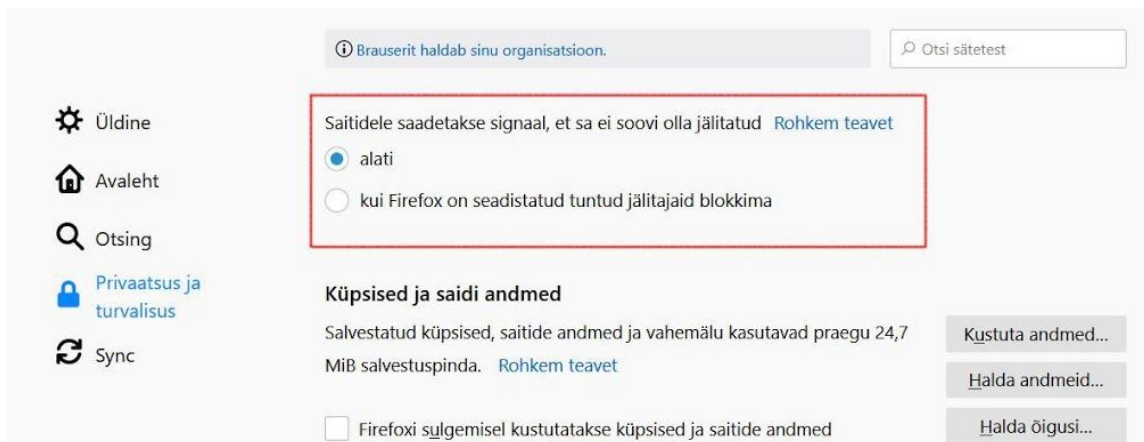 Brauserit haldab sinu organisatsioon.
Otsi sätetest
Üldine
Avaleht
Otsing
Privaatsus ja
turvalisus
Sync
Saitidele saadetakse signaal, et sa ei soovi olla jälitatud Rohkem teavet
alati
kui Firefox on seadistatud tuntud jälitajaid blokkima
Küpsised ja saidi andmed
Salvestatud küpsised, saitide andmed ja vahemälu kasutavad praegu 24,7
MiB salvestuspinda. Rohkem teavet
Kustuta andmed...
Halda andmeid...
Firefoxi sulgemisel kustutatakse küpsised ja saitide andmed
Halda õigusi...